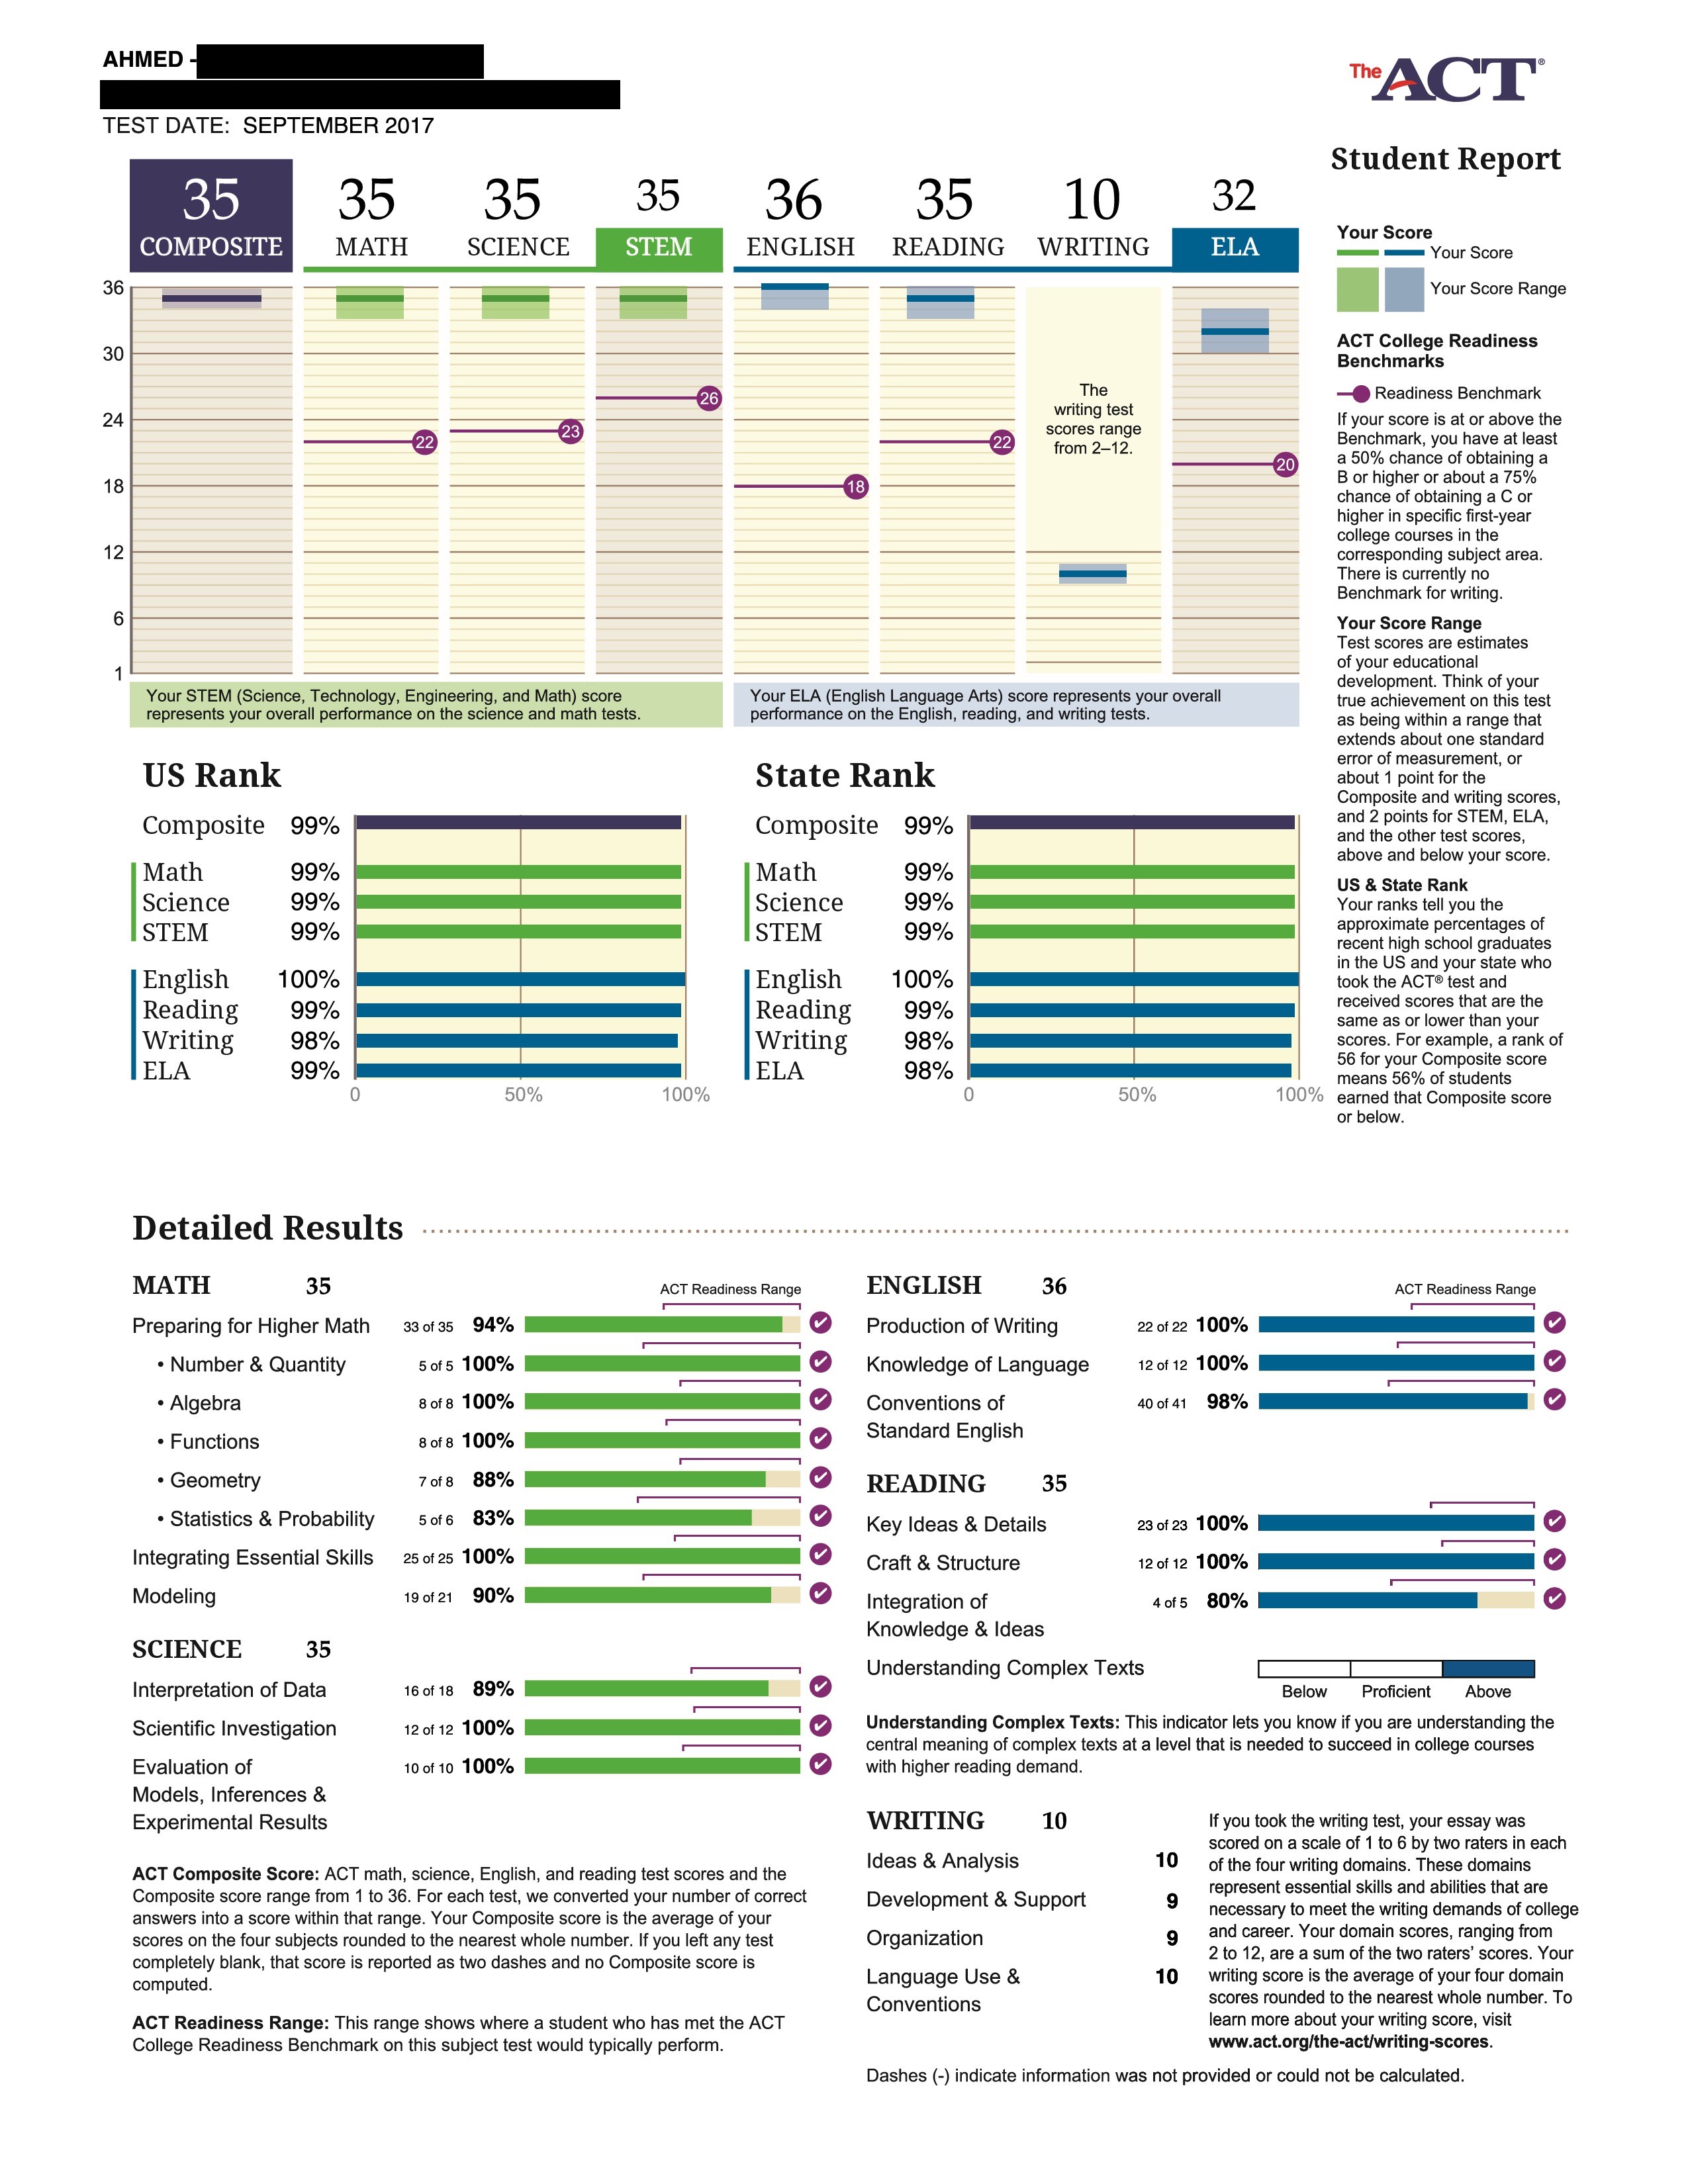 AHMED -
TEST DATE: SEPTEMBER 2017
The ACT®
Student Report
35 35 35 35 36 35 10 32
COMPOSITE MATH SCIENCE STEM ENGLISH READING WRITING ELA
36
30
24
18
12
6
1
22
23
26
18
22
20
The
writing test
scores range
from 2–12.
Your STEM (Science, Technology, Engineering, and Math) score
represents your overall performance on the science and math tests.
Your ELA (English Language Arts) score represents your overall
performance on the English, reading, and writing tests.
Your Score
Your Score
Your Score Range
ACT College Readiness
Benchmarks
Readiness Benchmark
If your score is at or above the
Benchmark, you have at least
a 50% chance of obtaining a
B or higher or about a 75%
chance of obtaining a C or
higher in specific first-year
college courses in the
corresponding subject area.
There is currently no
Benchmark for writing.
Your Score Range
Test scores are estimates
of your educational
development. Think of your
true achievement on this test
as being within a range that
extends about one standard
error of measurement, or
about 1 point for the
Composite and writing scores,
and 2 points for STEM, ELA,
and the other test scores,
above and below your score.
US & State Rank
Your ranks tell you the
approximate percentages of
recent high school graduates
in the US and your state who
took the ACT® test and
received scores that are the
same as or lower than your
scores. For example, a rank of
56 for your Composite score
means 56% of students
earned that Composite score
or below.
US Rank
Composite 99%
Math 99%
Science 99%
STEM 99%
English 100%
Reading 99%
Writing 98%
ELA 99%
0 50% 100%
State Rank
Composite 99%
Math 99%
Science 99%
STEM 99%
English 100%
Reading 99%
Writing 98%
ELA 98%
0 50% 100%
Detailed Results
MATH 35
ACT Readiness Range
Preparing for Higher Math 33 of 35 94%
• Number & Quantity 5 of 5 100%
• Algebra 8 of 8 100%
• Functions 8 of 8 100%
• Geometry 7 of 8 88%
• Statistics & Probability 5 of 6 83%
Integrating Essential Skills 25 of 25 100%
Modeling 19 of 21 90%
SCIENCE 35
Interpretation of Data 16 of 18 89%
Scientific Investigation 12 of 12 100%
Evaluation of 10 of 10 100%
Models, Inferences &
Experimental Results
ACT Composite Score: ACT math, science, English, and reading test scores and the
Composite score range from 1 to 36. For each test, we converted your number of correct
answers into a score within that range. Your Composite score is the average of your
scores on the four subjects rounded to the nearest whole number. If you left any test
completely blank, that score is reported as two dashes and no Composite score is
computed.
ACT Readiness Range: This range shows where a student who has met the ACT
College Readiness Benchmark on this subject test would typically perform.
ENGLISH 36
ACT Readiness Range
Production of Writing 22 of 22 100%
Knowledge of Language 12 of 12 100%
Conventions of 40 of 41 98%
Standard English
READING 35
Key Ideas & Details 23 of 23 100%
Craft & Structure 12 of 12 100%
Integration of 4 of 5 80%
Knowledge & Ideas
Understanding Complex Texts
Below Proficient Above
Understanding Complex Texts: This indicator lets you know if you are understanding the
central meaning of complex texts at a level that is needed to succeed in college courses
with higher reading demand.
WRITING 10
Ideas & Analysis 10
Development & Support 9
Organization 9
Language Use & 10
Conventions
If you took the writing test, your essay was
scored on a scale of 1 to 6 by two raters in each
of the four writing domains. These domains
represent essential skills and abilities that are
necessary to meet the writing demands of college
and career. Your domain scores, ranging from
2 to 12, are a sum of the two raters' scores. Your
writing score is the average of your four domain
scores rounded to the nearest whole number. To
learn more about your writing score, visit
www.act.org/the-act/writing-scores.
Dashes (-) indicate information was not provided or could not be calculated.